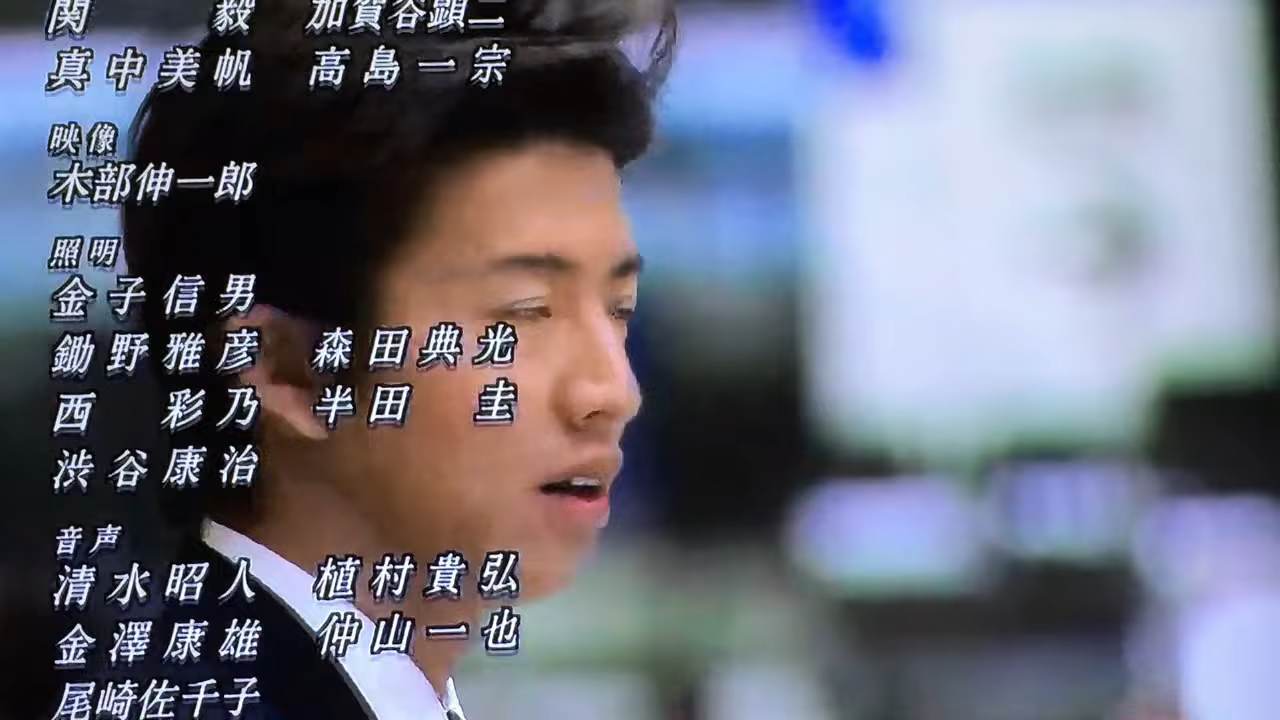 関 毅 加賀谷顕二
真中美帆 高島一宗
映像
木部伸一郎
照明
金子信男
鋤野雅彦 森田典光
西 彩乃 半田 圭
渋谷康治
音声
清水昭人 植村貴弘
金澤康雄 仲山一也
尾崎佐千子